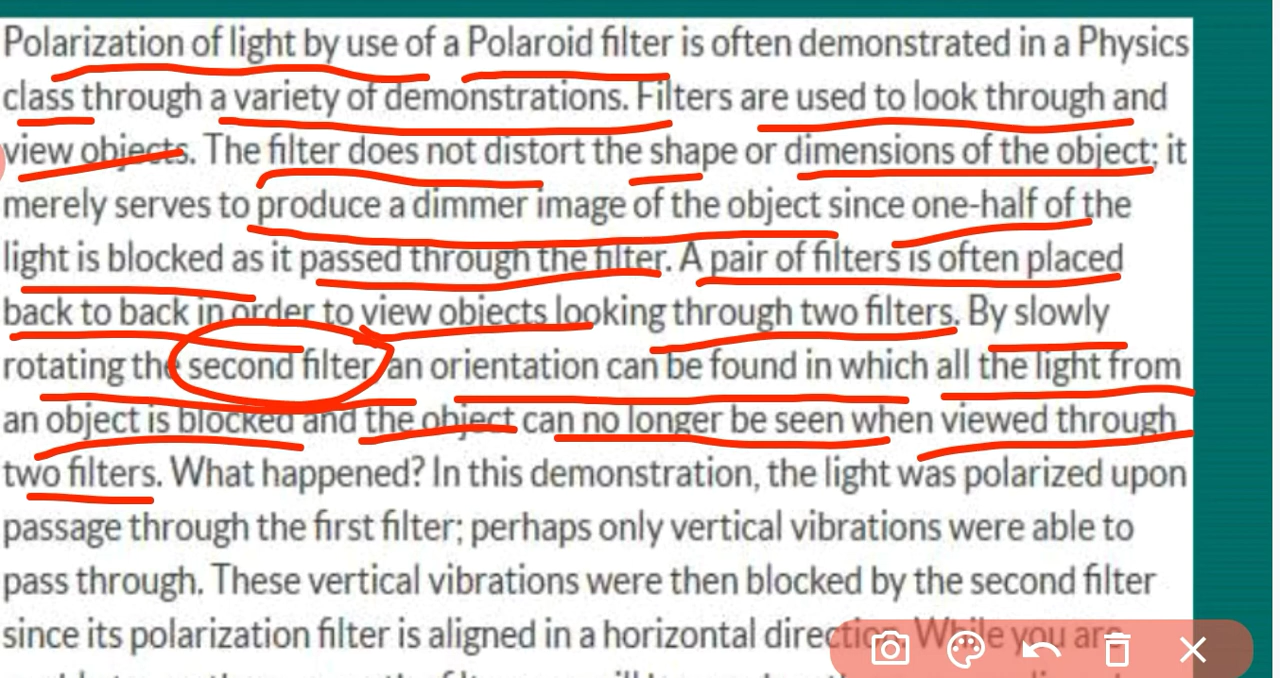 Polarization of light by use of a Polaroid filter is often demonstrated in a Physics
class through a variety of demonstrations. Filters are used to look through and
view objects. The filter does not distort the shape or dimensions of the object; it
merely serves to produce a dimmer image of the object since one-half of the
light is blocked as it passed through the filter. A pair of filters is often placed
back to back in order to view objects looking through two filters. By slowly
rotating the second filter, an orientation can be found in which all the light from
an object is blocked and the object can no longer be seen when viewed through
two filters. What happened? In this demonstration, the light was polarized upon
passage through the first filter; perhaps only vertical vibrations were able to
pass through. These vertical vibrations were then blocked by the second filter
since its polarization filter is aligned in a horizontal direction. While you are